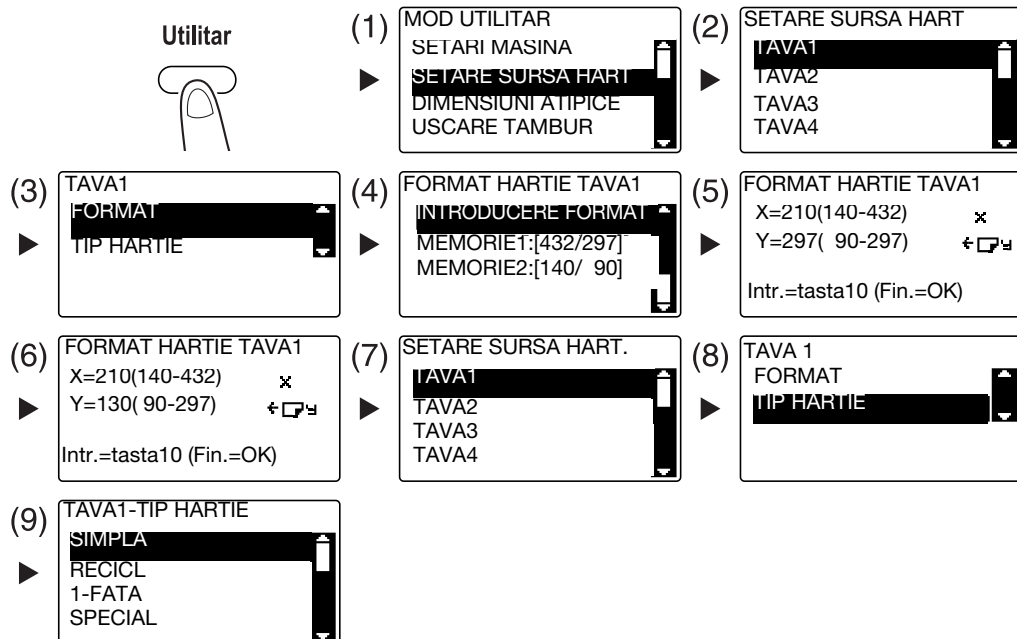 Utilitar
(1)
MOD UTILITAR
SETARI MASINA
SETARE SURSA HART
DIMENSIUNI ATIPICE
USCARE TAMBUR
(2)
SETARE SURSA HART
TAVA1
TAVA2
TAVA3
TAVA4
(3)
TAVA1
FORMAT
TIP HARTIE
(4)
FORMAT HARTIE TAVA1
INTRODUCERE FORMAT
MEMORIE1:[432/297]
MEMORIE2:[140/ 90]
(5)
FORMAT HARTIE TAVA1
X=210(140-432) x
Y=297( 90-297) y
Intr.=tasta10 (Fin.=OK)
(6)
FORMAT HARTIE TAVA1
X=210(140-432) x
Y=130( 90-297) y
Intr.=tasta10 (Fin.=OK)
(7)
SETARE SURSA HART.
TAVA1
TAVA2
TAVA3
TAVA4
(8)
TAVA 1
FORMAT
TIP HARTIE
(9)
TAVA1-TIP HARTIE
SIMPLA
RECICL
1-FATA
SPECIAL